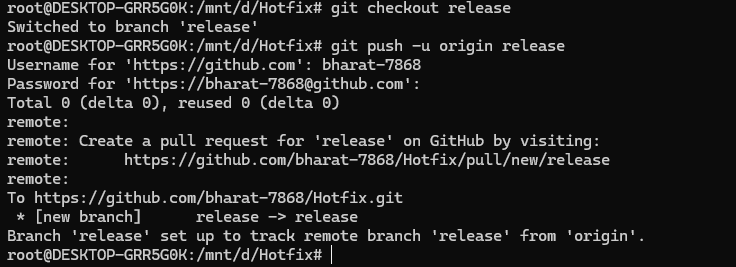 root@DESKTOP-GRR5G0K:/mnt/d/Hotfix# git checkout release
Switched to branch 'release'
root@DESKTOP-GRR5G0K:/mnt/d/Hotfix# git push -u origin release
Username for 'https://github.com': bharat-7868
Password for 'https://bharat-7868@github.com':
Total 0 (delta 0), reused 0 (delta 0)
remote:
remote: Create a pull request for 'release' on GitHub by visiting:
remote:      https://github.com/bharat-7868/Hotfix/pull/new/release
remote:
To https://github.com/bharat-7868/Hotfix.git
 * [new branch]      release -> release
Branch 'release' set up to track remote branch 'release' from 'origin'.
root@DESKTOP-GRR5G0K:/mnt/d/Hotfix#